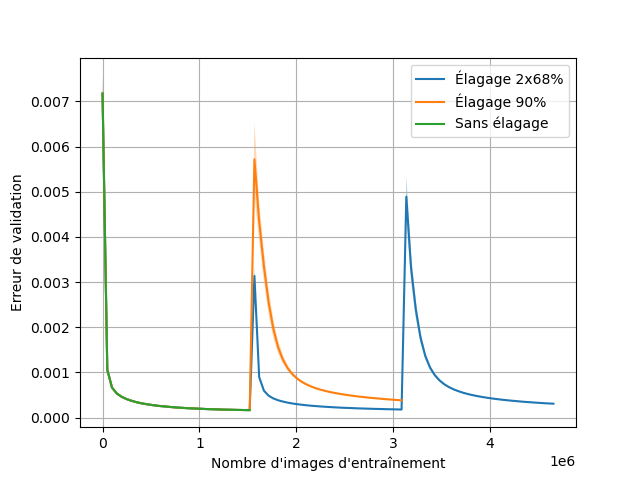 Élagage 2x68%
Élagage 90%
Sans élagage
Erreur de validation
0.007
0.006
0.005
0.004
0.003
0.002
0.001
0.000
0 1 2 3 4
1e6
Nombre d'images d'entraînement